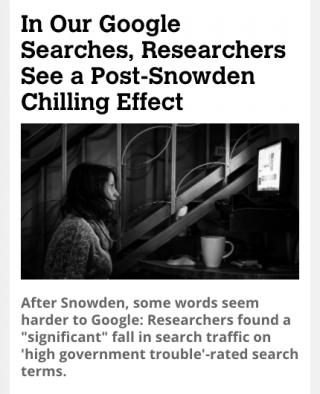 In Our Google
Searches, Researchers
See a Post-Snowden
Chilling Effect
After Snowden, some words seem
harder to Google: Researchers found a
"significant" fall in search traffic on
'high government trouble'-rated search
terms.